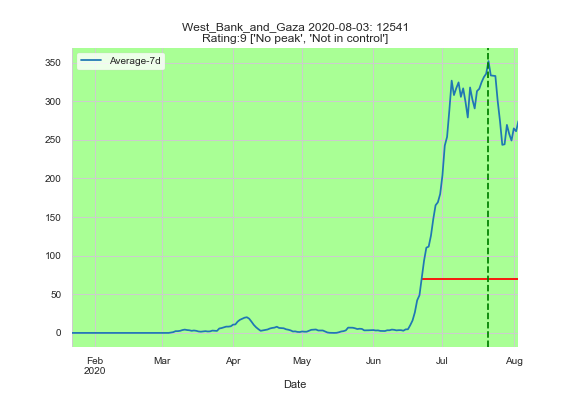 West_Bank_and_Gaza 2020-08-03: 12541
Rating:9 ['No peak', 'Not in control']
Average-7d
350
300
250
200
150
100
50
0
Feb Mar Apr May Jun Jul Aug
2020
Date